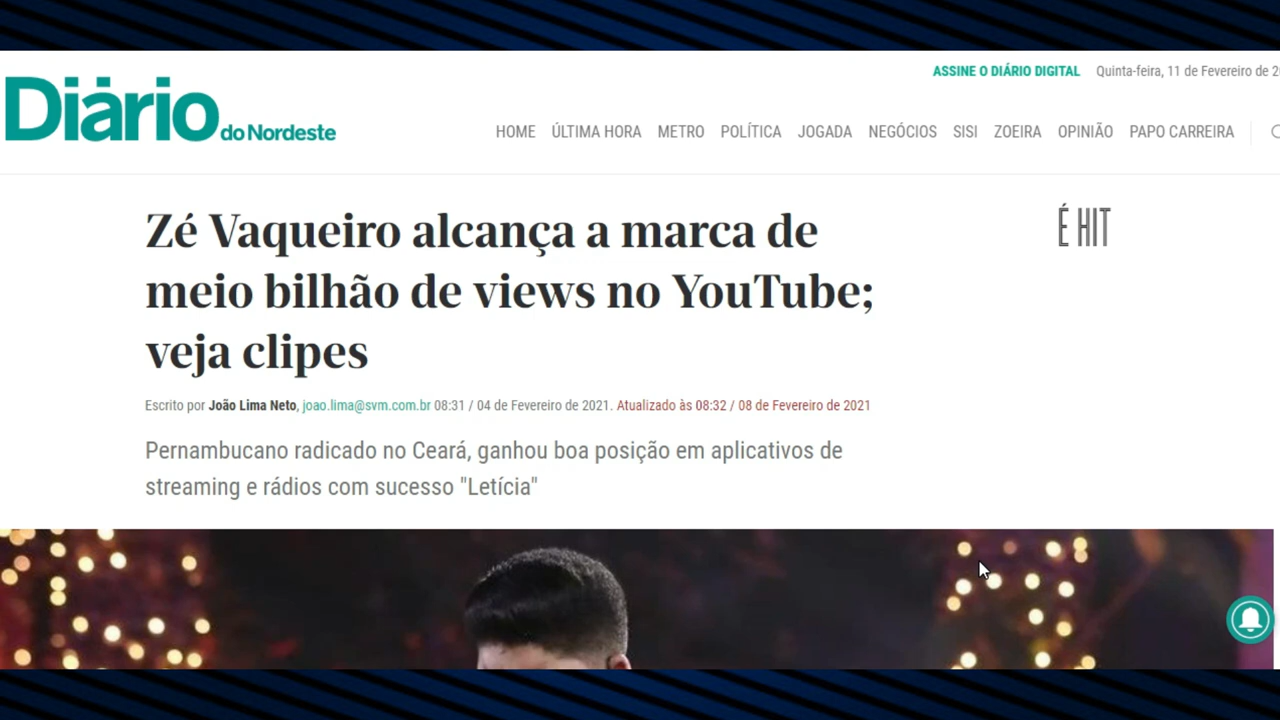 ASSINE O DIÁRIO DIGITAL Quinta-feira, 11 de Fevereiro de
Diário do Nordeste
HOME ÚLTIMA HORA METRO POLÍTICA JOGADA NEGÓCIOS SISI ZOEIRA OPINIÃO PAPO CARREIRA
Zé Vaqueiro alcança a marca de
meio bilhão de views no YouTube;
veja clipes
É HIT
Escrito por João Lima Neto, joao.lima@svm.com.br 08:31 / 04 de Fevereiro de 2021. Atualizado às 08:32 / 08 de Fevereiro de 2021
Pernambucano radicado no Ceará, ganhou boa posição em aplicativos de
streaming e rádios com sucesso "Letícia"